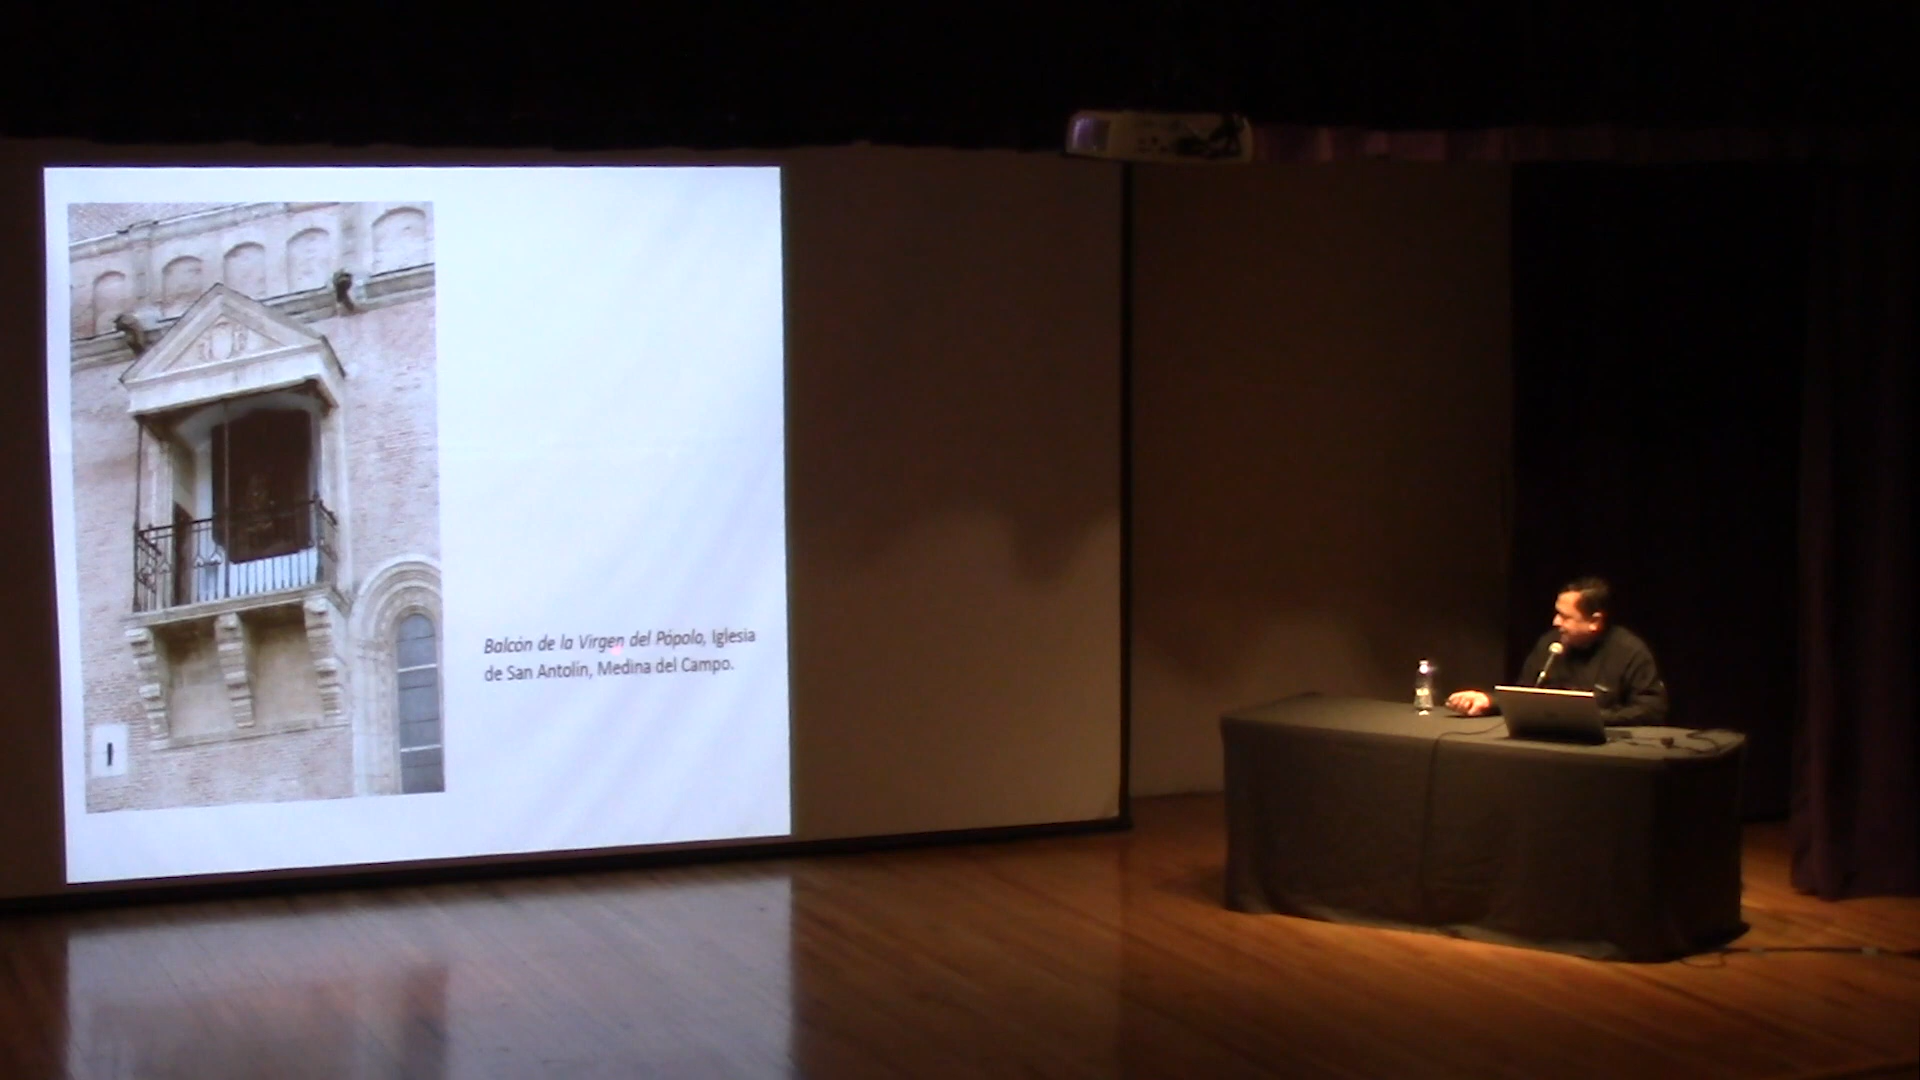 Balcón de la Virgen del Pópolo, Iglesia
de San Antolín, Medina del Campo.